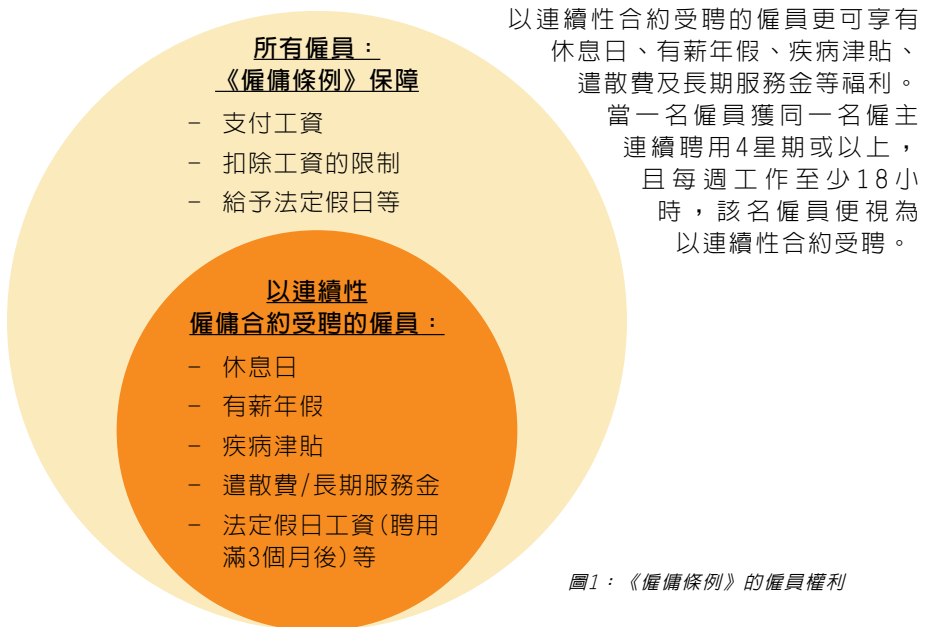 以連續性合約受聘的僱員更可享有
休息日、有薪年假、疾病津貼、
遣散費及長期服務金等福利。
當一名僱員獲同一名僱主
連續聘用4星期或以上，
且每週工作至少18小
時，該名僱員便視為
以連續性合約受聘。
所有僱員：
《僱傭條例》保障
- 支付工資
- 扣除工資的限制
- 給予法定假日等
以連續性
僱傭合約受聘的僱員：
- 休息日
- 有薪年假
- 疾病津貼
- 遣散費/長期服務金
- 法定假日工資(聘用
滿3個月後)等
圖1：《僱傭條例》的僱員權利